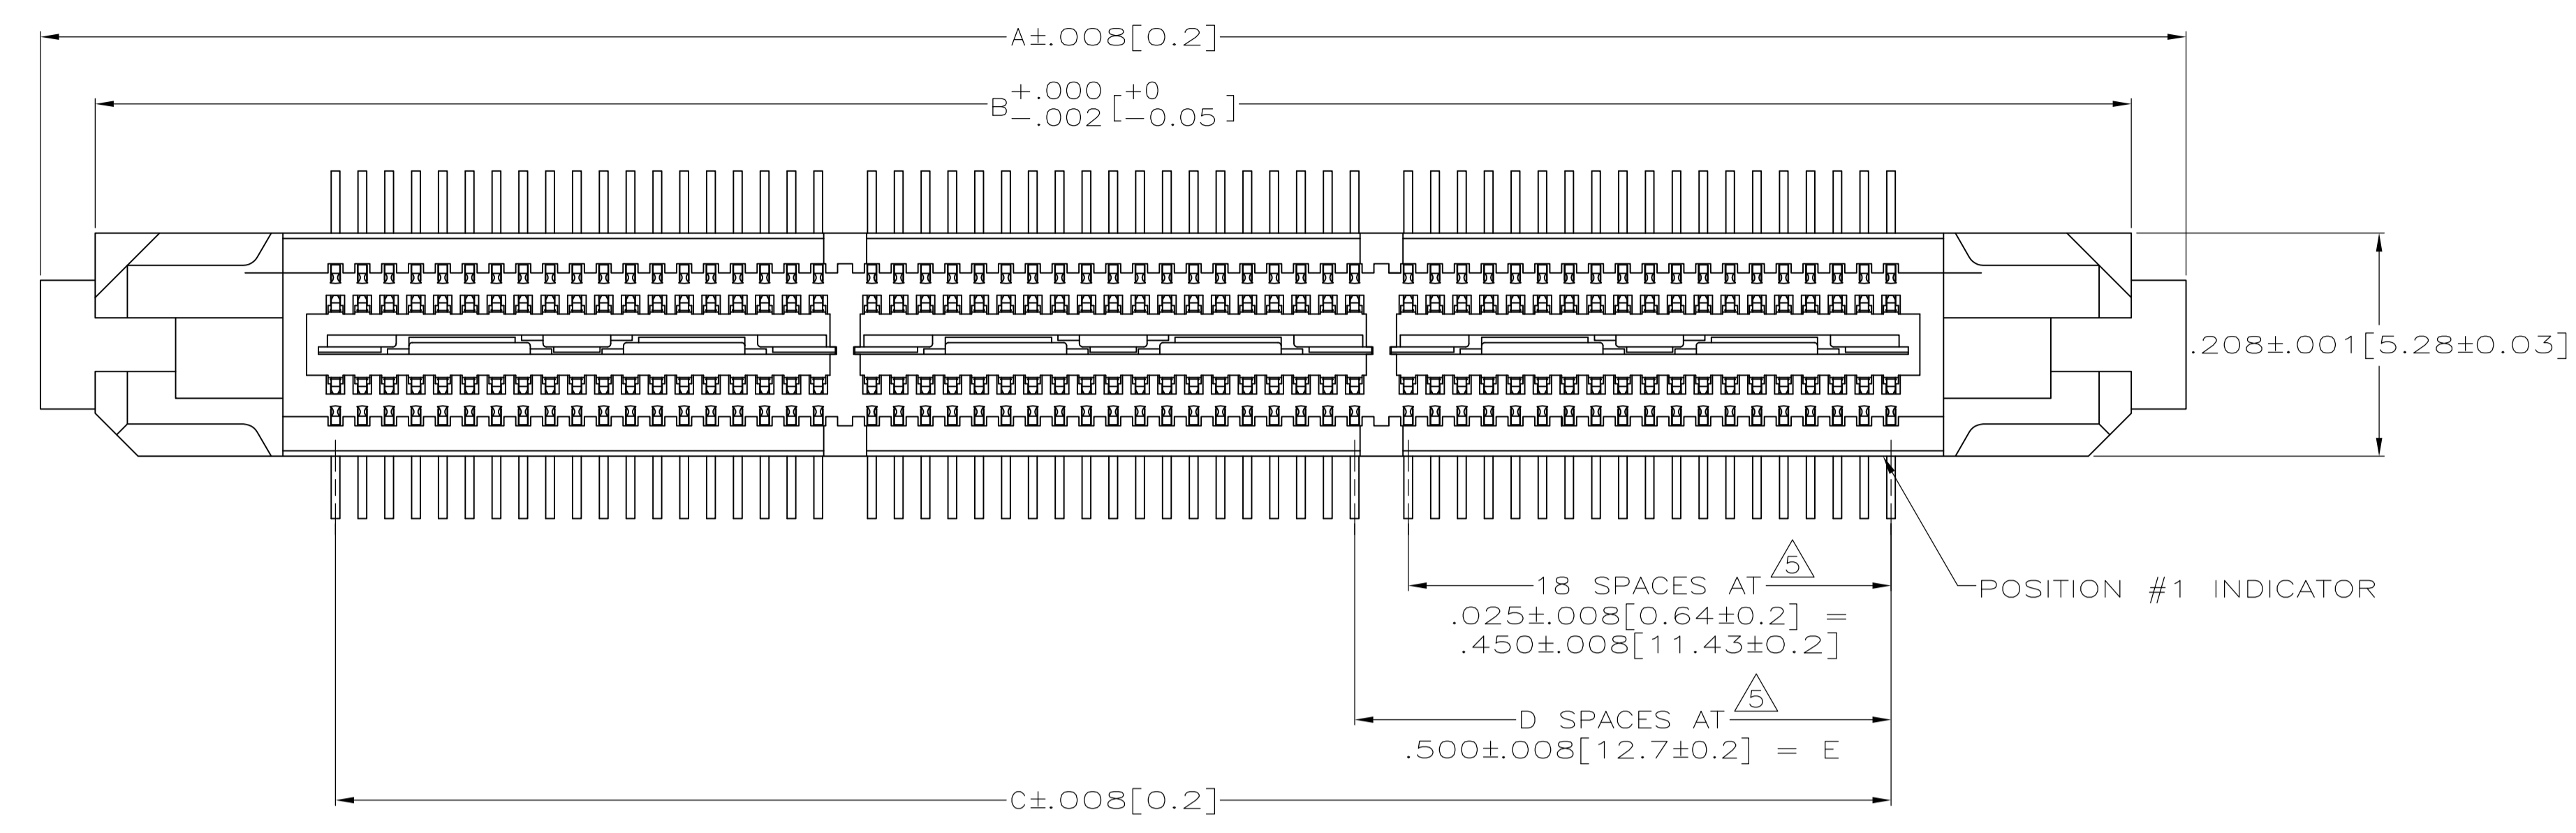 A±.008[0.2]
B +.000 -.002 [+0 -0.05]
.208±.001[5.28±0.03]
5
18 SPACES AT
.025±.008[0.64±0.2] =
.450±.008[11.43±0.2]
POSITION #1 INDICATOR
5
D SPACES AT
.500±.008[12.7±0.2] = E
C±.008[0.2]